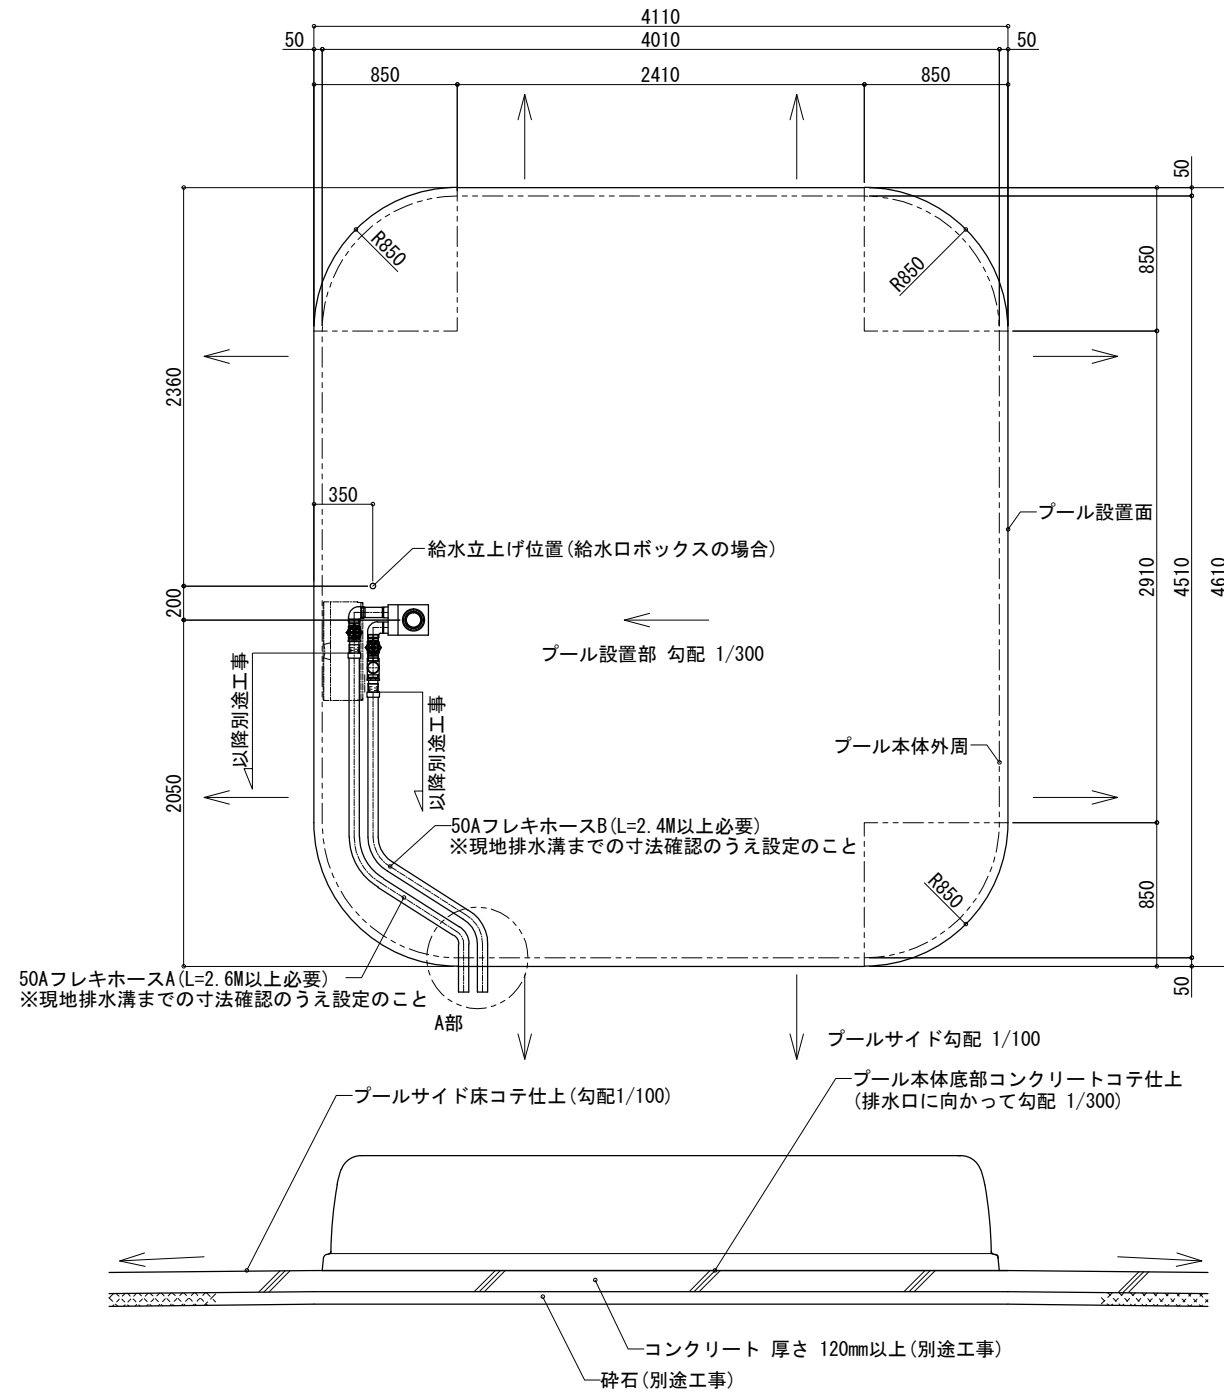 4110
50
4010
50
850
2410
850
50
R850
R850
850
2360
350
プール設置面
給水立上げ位置(給水口ボックスの場合)
2910
4510
4610
200
プール設置部 勾配 1/300
以降別途工事
以降別途工事
プール本体外周
2050
50AフレキホースB(L=2.4M以上必要)
※現地排水溝までの寸法確認のうえ設定のこと
R850
850
50AフレキホースA(L=2.6M以上必要)
※現地排水溝までの寸法確認のうえ設定のこと
50
A部
プールサイド勾配 1/100
プールサイド床コテ仕上(勾配1/100)
プール本体底部コンクリートコテ仕上
(排水口に向かって勾配 1/300)
コンクリート 厚さ 120mm以上(別途工事)
砕石(別途工事)